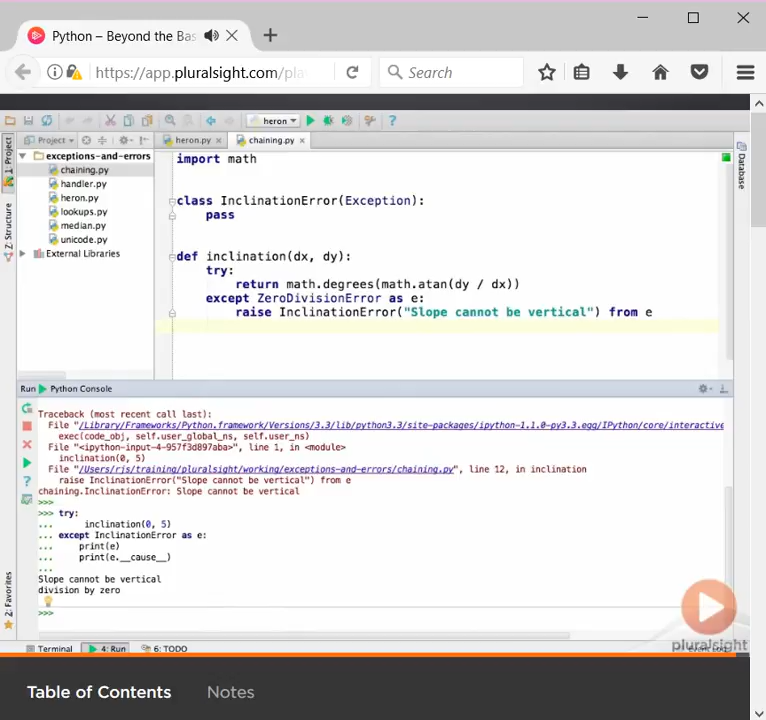 Python – Beyond the Bas
https://app.pluralsight.com/pla
Search
heron
Project
heron.py
chaining.py
1: Project
Z: Structure
2: Favorites
Database
exceptions-and-errors
chaining.py
handler.py
heron.py
lookups.py
median.py
unicode.py
External Libraries
import math
class InclinationError(Exception):
pass
def inclination(dx, dy):
try:
return math.degrees(math.atan(dy / dx))
except ZeroDivisionError as e:
raise InclinationError("Slope cannot be vertical") from e
Run Python Console
Traceback (most recent call last):
File "/Library/Frameworks/Python.framework/Versions/3.3/lib/python3.3/site-packages/ipython-1.1.0-py3.3.egg/IPython/core/interactive
exec(code_obj, self.user_global_ns, self.user_ns)
File "<ipython-input-4-957f3d897aba>", line 1, in <module>
inclination(0, 5)
File "/Users/rjs/training/pluralsight/working/exceptions-and-errors/chaining.py", line 12, in inclination
raise InclinationError("Slope cannot be vertical") from e
chaining.InclinationError: Slope cannot be vertical
>>>
>>> try:
... inclination(0, 5)
... except InclinationError as e:
... print(e)
... print(e.__cause__)
...
Slope cannot be vertical
division by zero
>>>
pluralsight
Terminal
4: Run
6: TODO
Table of Contents
Notes